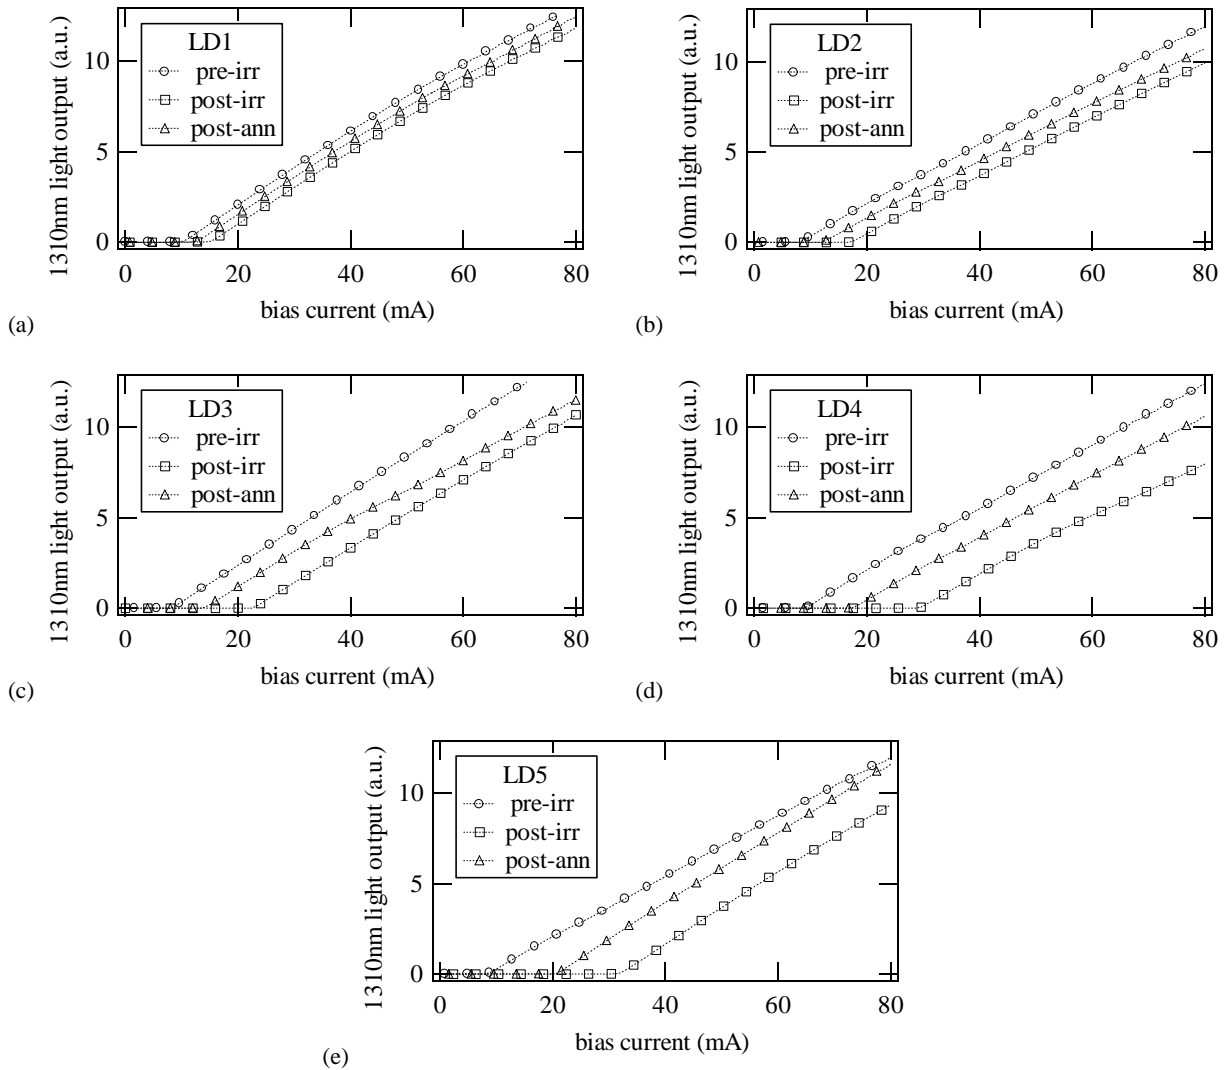 1310nm light output (a.u.)
10
5
0
LD1
pre-irr
post-irr
post-ann
0 20 40 60 80
bias current (mA)
(a)
1310nm light output (a.u.)
10
5
0
LD2
pre-irr
post-irr
post-ann
0 20 40 60 80
bias current (mA)
(b)
1310nm light output (a.u.)
10
5
0
LD3
pre-irr
post-irr
post-ann
0 20 40 60 80
bias current (mA)
(c)
1310nm light output (a.u.)
10
5
0
LD4
pre-irr
post-irr
post-ann
0 20 40 60 80
bias current (mA)
(d)
1310nm light output (a.u.)
10
5
0
LD5
pre-irr
post-irr
post-ann
0 20 40 60 80
bias current (mA)
(e)